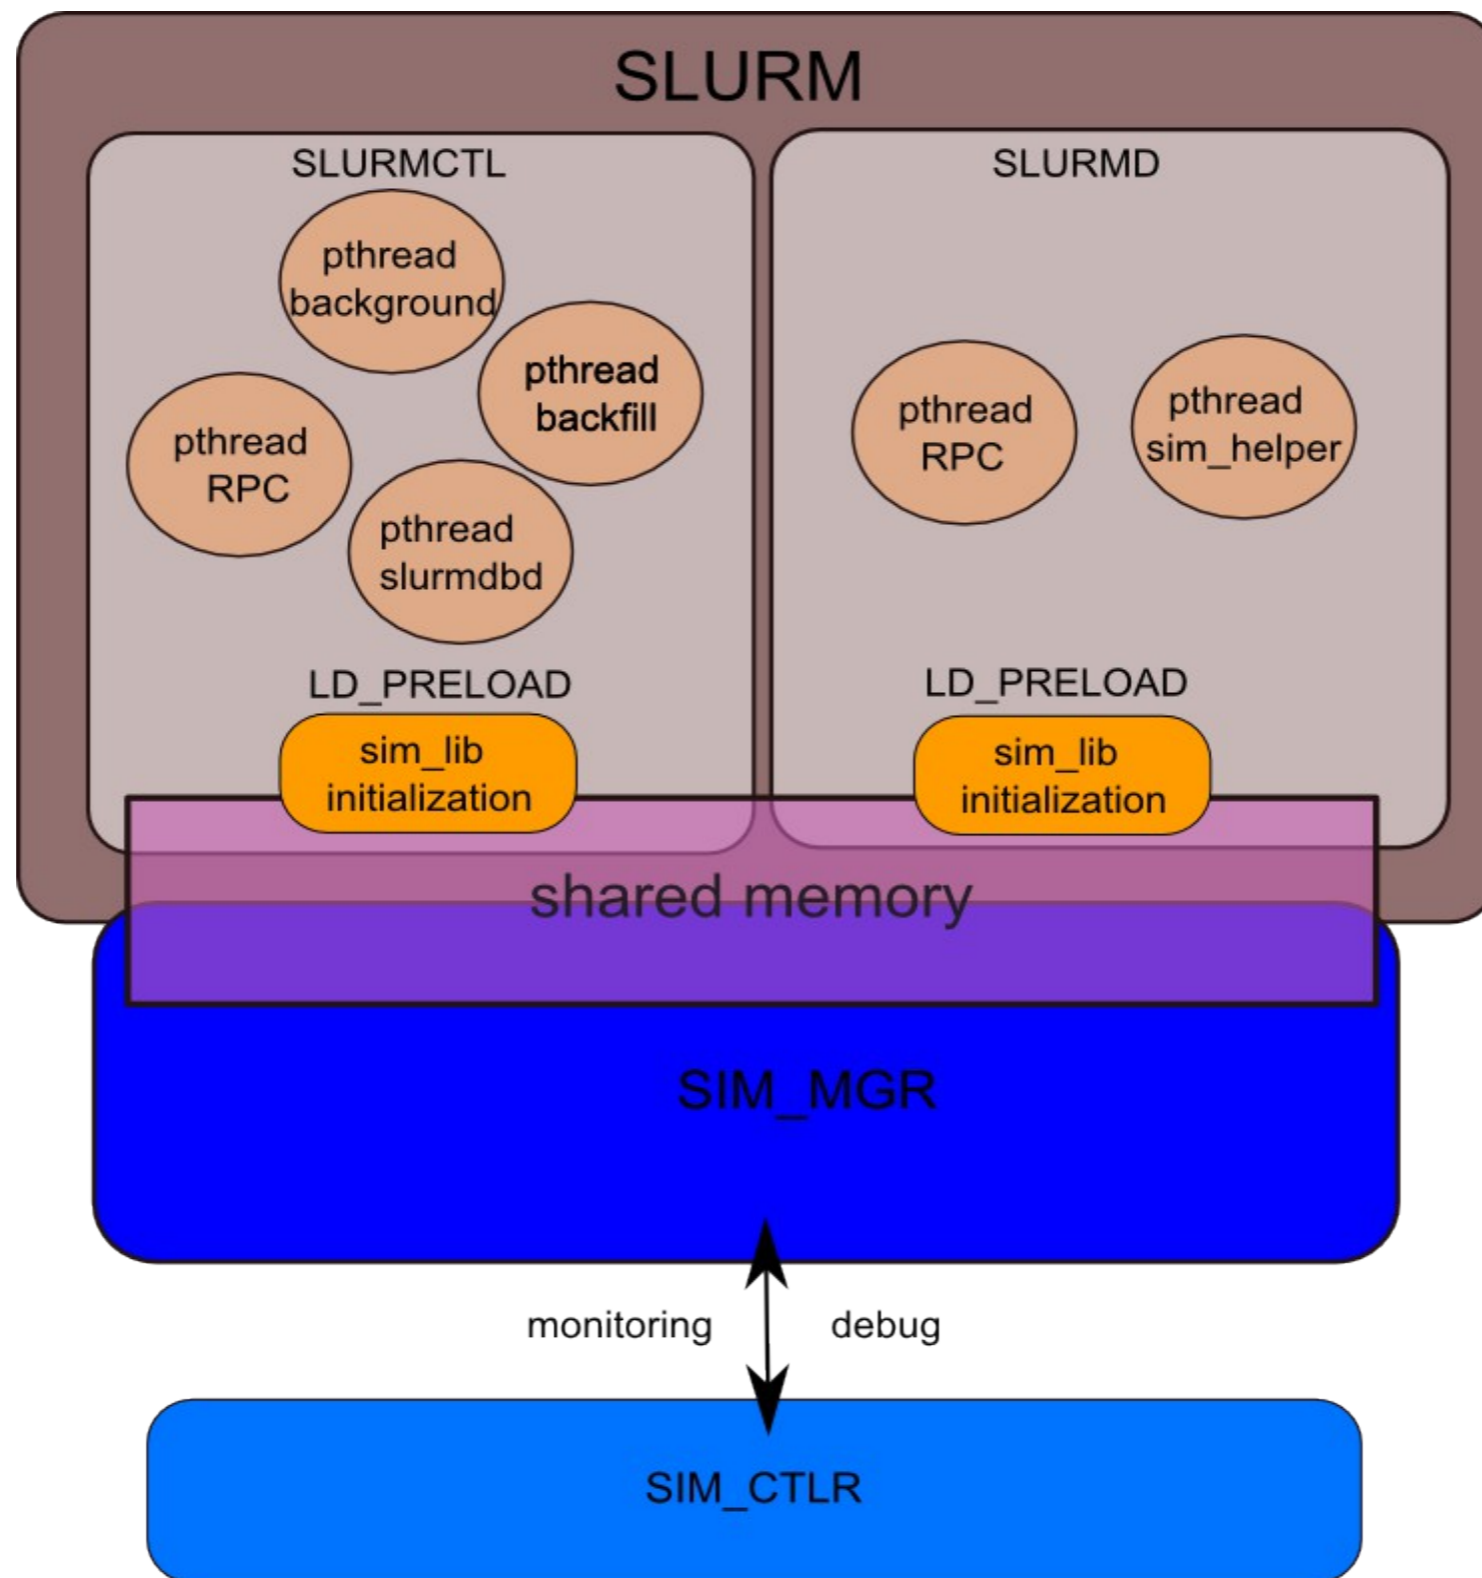 SLURM
SLURMCTL
pthread
background
pthread
backfill
pthread
RPC
pthread
slurmdbd
LD_PRELOAD
sim_lib
initialization
SLURMD
pthread
RPC
pthread
sim_helper
LD_PRELOAD
sim_lib
initialization
shared memory
SIM_MGR
monitoring
debug
SIM_CTLR